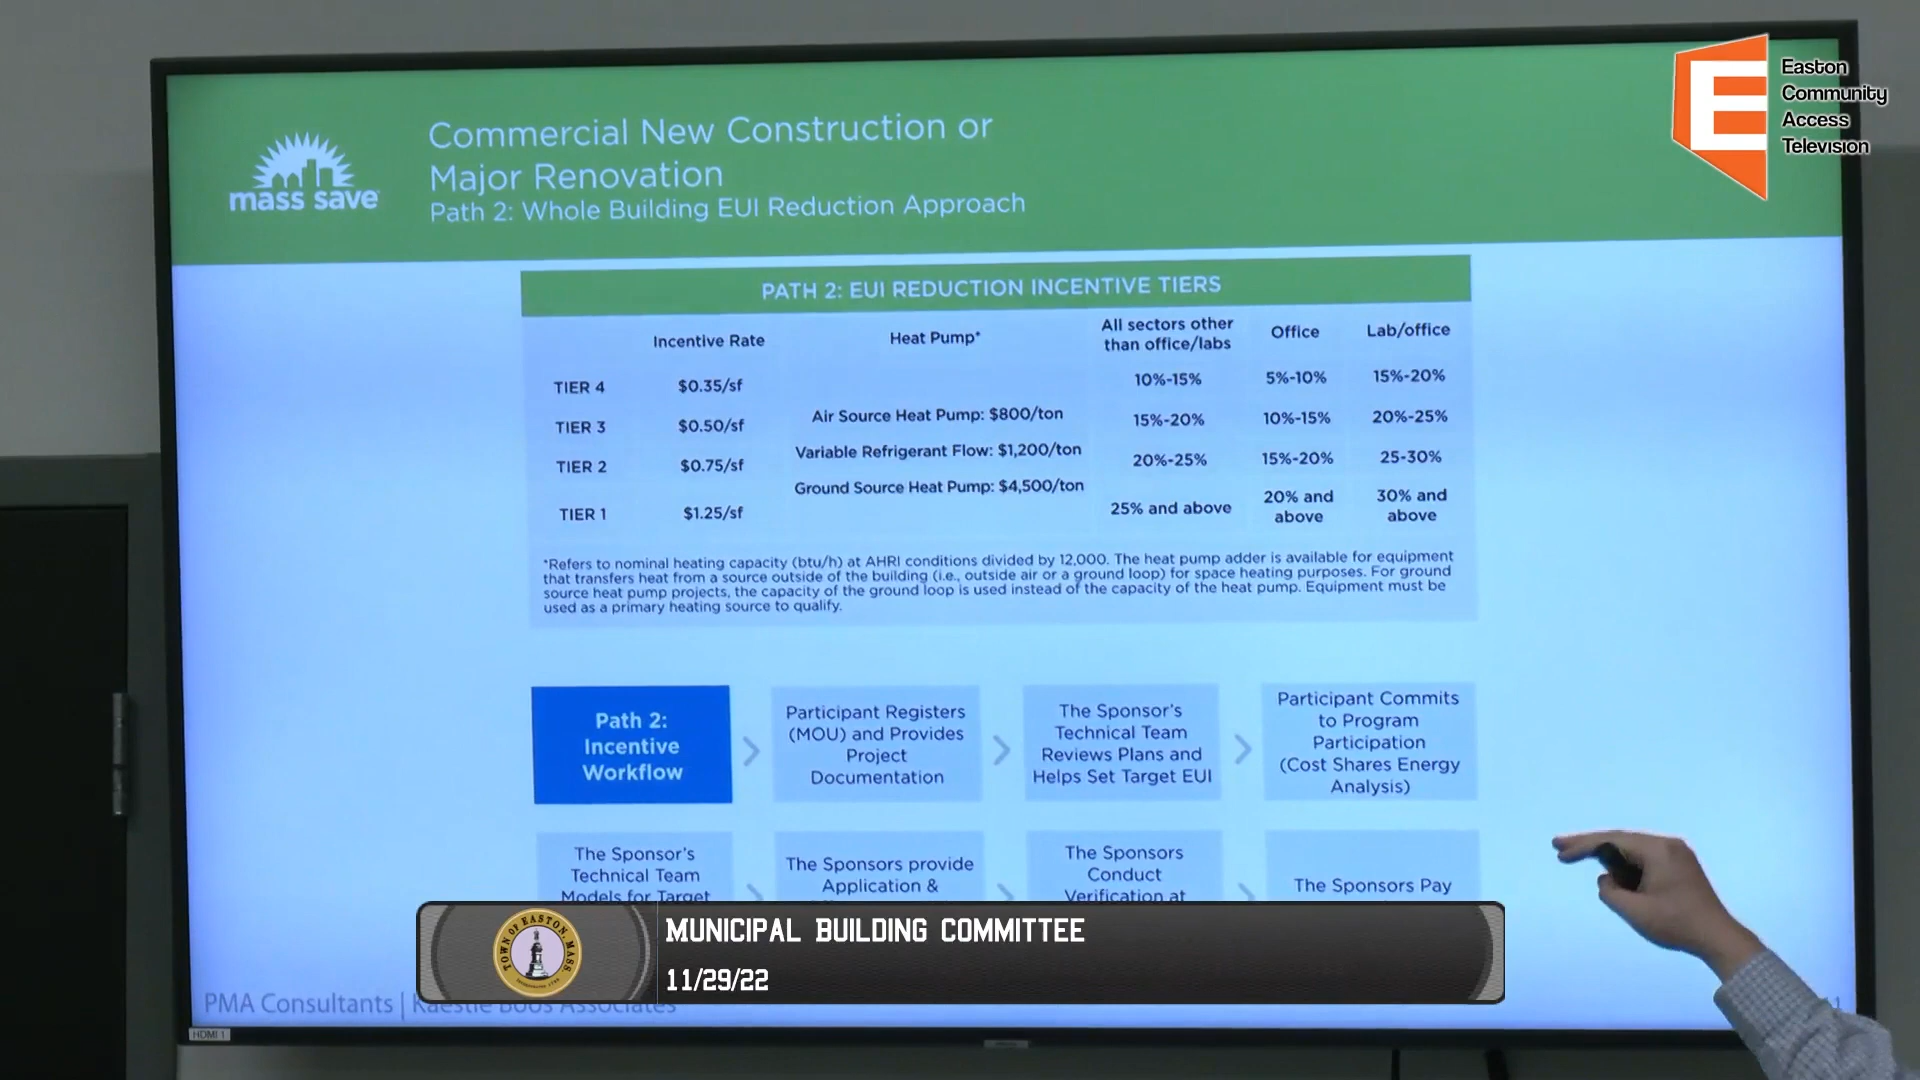 Easton
Community
Access
Television
mass save
Commercial New Construction or
Major Renovation
Path 2: Whole Building EUI Reduction Approach
PATH 2: EUI REDUCTION INCENTIVE TIERS
Incentive Rate Heat Pump* All sectors other than office/labs Office Lab/office
TIER 4 $0.35/sf 10%-15% 5%-10% 15%-20%
Air Source Heat Pump: $800/ton
TIER 3 $0.50/sf 15%-20% 10%-15% 20%-25%
Variable Refrigerant Flow: $1,200/ton
TIER 2 $0.75/sf 20%-25% 15%-20% 25-30%
Ground Source Heat Pump: $4,500/ton
TIER 1 $1.25/sf 25% and above 20% and above 30% and above
*Refers to nominal heating capacity (btu/h) at AHRI conditions divided by 12,000. The heat pump adder is available for equipment
that transfers heat from a source outside of the building (i.e., outside air or a ground loop) for space heating purposes. For ground
source heat pump projects, the capacity of the ground loop is used instead of the capacity of the heat pump. Equipment must be
used as a primary heating source to qualify.
Path 2:
Incentive
Workflow
Participant Registers
(MOU) and Provides
Project
Documentation
The Sponsor's
Technical Team
Reviews Plans and
Helps Set Target EUI
Participant Commits
to Program
Participation
(Cost Shares Energy
Analysis)
The Sponsor's
Technical Team
Models for Target
The Sponsors provide
Application &
The Sponsors
Conduct
Verification at
The Sponsors Pay
TOWN OF EASTON, MASS.
MUNICIPAL BUILDING COMMITTEE
11/29/22
PMA Consultants | Kaestle Boos Associates
HDMI 1